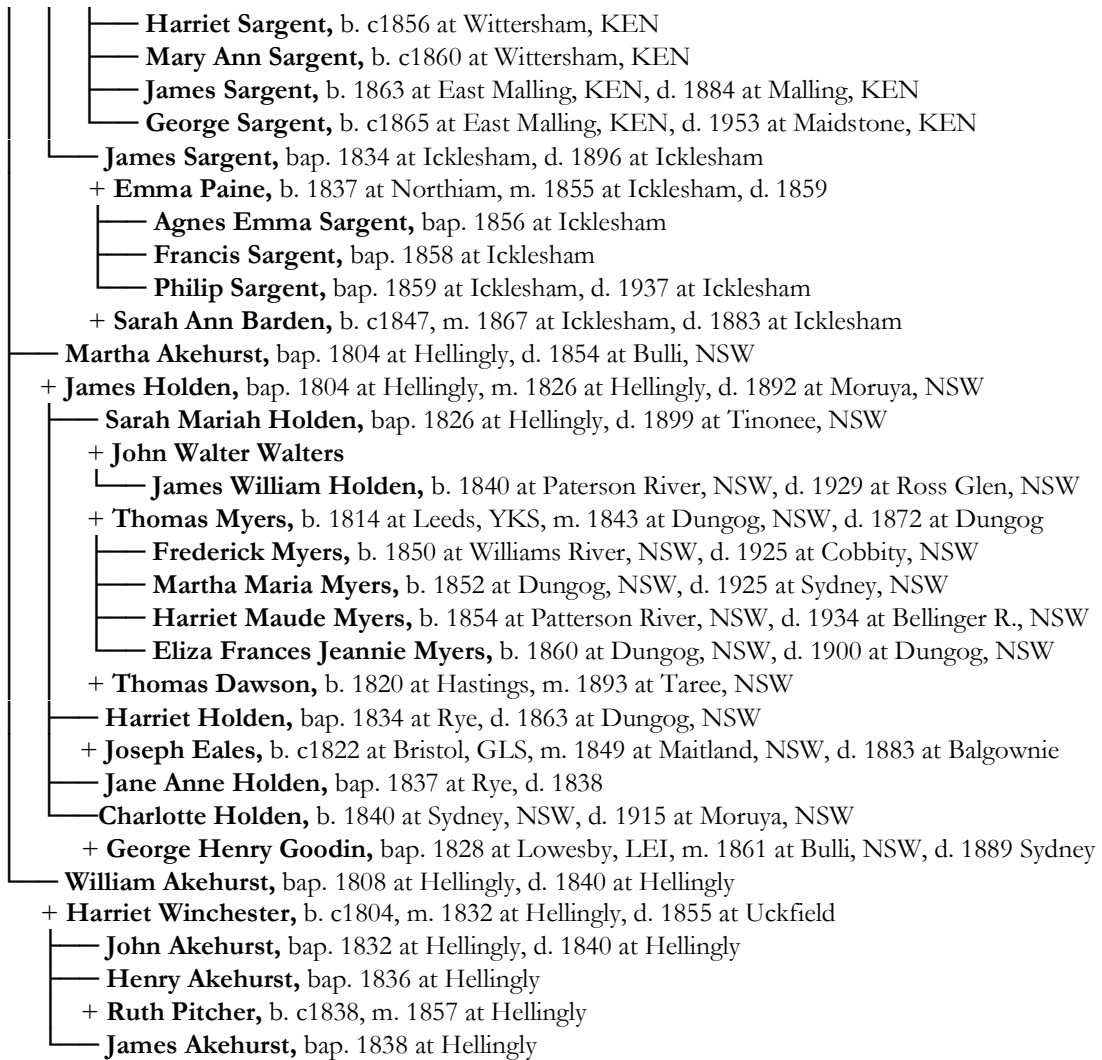 Harriet Sargent, b. c1856 at Wittersham, KEN
Mary Ann Sargent, b. c1860 at Wittersham, KEN
James Sargent, b. 1863 at East Malling, KEN, d. 1884 at Malling, KEN
George Sargent, b. c1865 at East Malling, KEN, d. 1953 at Maidstone, KEN
James Sargent, bap. 1834 at Icklesham, d. 1896 at Icklesham
+ Emma Paine, b. 1837 at Northiam, m. 1855 at Icklesham, d. 1859
Agnes Emma Sargent, bap. 1856 at Icklesham
Francis Sargent, bap. 1858 at Icklesham
Philip Sargent, bap. 1859 at Icklesham, d. 1937 at Icklesham
+ Sarah Ann Barden, b. c1847, m. 1867 at Icklesham, d. 1883 at Icklesham
Martha Akehurst, bap. 1804 at Hellingly, d. 1854 at Bulli, NSW
+ James Holden, bap. 1804 at Hellingly, m. 1826 at Hellingly, d. 1892 at Moruya, NSW
Sarah Mariah Holden, bap. 1826 at Hellingly, d. 1899 at Tinonee, NSW
+ John Walter Walters
James William Holden, b. 1840 at Paterson River, NSW, d. 1929 at Ross Glen, NSW
+ Thomas Myers, b. 1814 at Leeds, YKS, m. 1843 at Dungog, NSW, d. 1872 at Dungog
Frederick Myers, b. 1850 at Williams River, NSW, d. 1925 at Cobbity, NSW
Martha Maria Myers, b. 1852 at Dungog, NSW, d. 1925 at Sydney, NSW
Harriet Maude Myers, b. 1854 at Patterson River, NSW, d. 1934 at Bellinger R., NSW
Eliza Frances Jeannie Myers, b. 1860 at Dungog, NSW, d. 1900 at Dungog, NSW
+ Thomas Dawson, b. 1820 at Hastings, m. 1893 at Taree, NSW
Harriet Holden, bap. 1834 at Rye, d. 1863 at Dungog, NSW
+ Joseph Eales, b. c1822 at Bristol, GLS, m. 1849 at Maitland, NSW, d. 1883 at Balgownie
Jane Anne Holden, bap. 1837 at Rye, d. 1838
Charlotte Holden, b. 1840 at Sydney, NSW, d. 1915 at Moruya, NSW
+ George Henry Goodin, bap. 1828 at Lowesby, LEI, m. 1861 at Bulli, NSW, d. 1889 Sydney
William Akehurst, bap. 1808 at Hellingly, d. 1840 at Hellingly
+ Harriet Winchester, b. c1804, m. 1832 at Hellingly, d. 1855 at Uckfield
John Akehurst, bap. 1832 at Hellingly, d. 1840 at Hellingly
Henry Akehurst, bap. 1836 at Hellingly
+ Ruth Pitcher, b. c1838, m. 1857 at Hellingly
James Akehurst, bap. 1838 at Hellingly